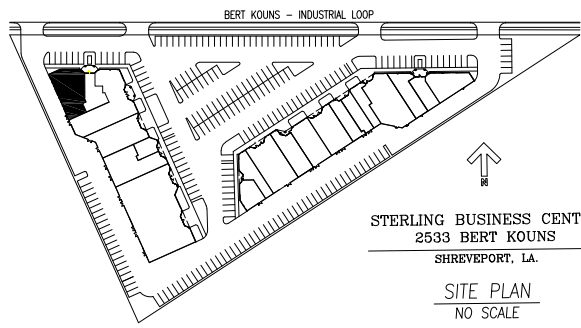 BERT KOUNS - INDUSTRIAL LOOP
N
STERLING BUSINESS CENT
2533 BERT KOUNS
SHREVEPORT, LA.
SITE PLAN
NO SCALE